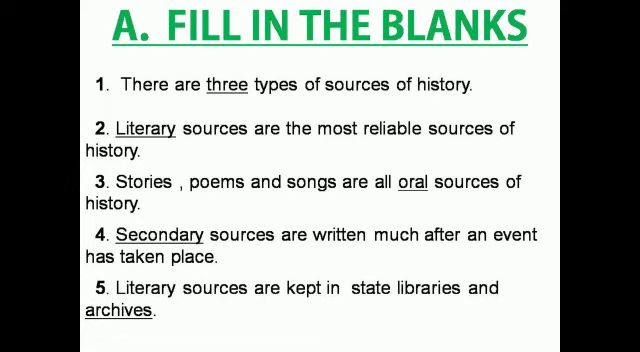 A. FILL IN THE BLANKS
1. There are three types of sources of history.
2. Literary sources are the most reliable sources of
history.
3. Stories , poems and songs are all oral sources of
history.
4. Secondary sources are written much after an event
has taken place.
5. Literary sources are kept in state libraries and
archives.